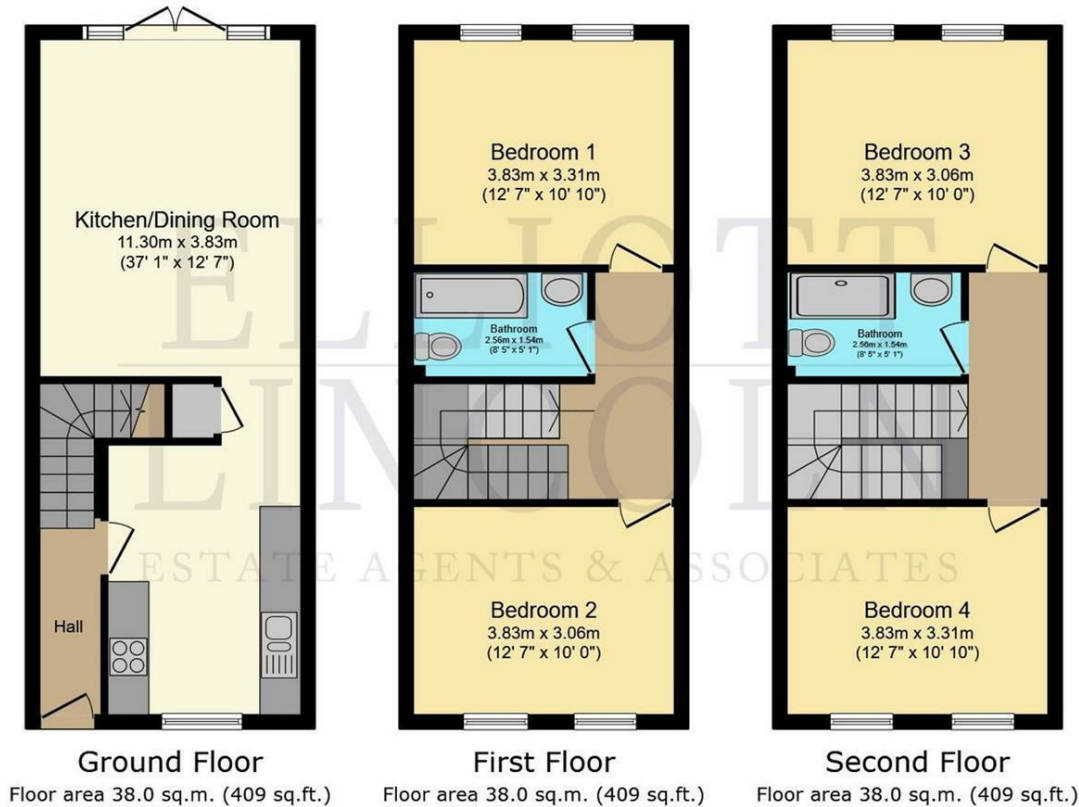 Kitchen/Dining Room
11.30m x 3.83m
(37' 1" x 12' 7")
Hall
Ground Floor
Floor area 38.0 sq.m. (409 sq.ft.)
Bedroom 1
3.83m x 3.31m
(12' 7" x 10' 10")
Bathroom
2.56m x 1.54m
(8' 5" x 5' 1")
Bedroom 2
3.83m x 3.06m
(12' 7" x 10' 0")
First Floor
Floor area 38.0 sq.m. (409 sq.ft.)
Bedroom 3
3.83m x 3.06m
(12' 7" x 10' 0")
Bathroom
2.56m x 1.54m
(8' 5" x 5' 1")
Bedroom 4
3.83m x 3.31m
(12' 7" x 10' 10")
Second Floor
Floor area 38.0 sq.m. (409 sq.ft.)
ELLIOTT
LINCOLN
ESTATE AGENTS & ASSOCIATES